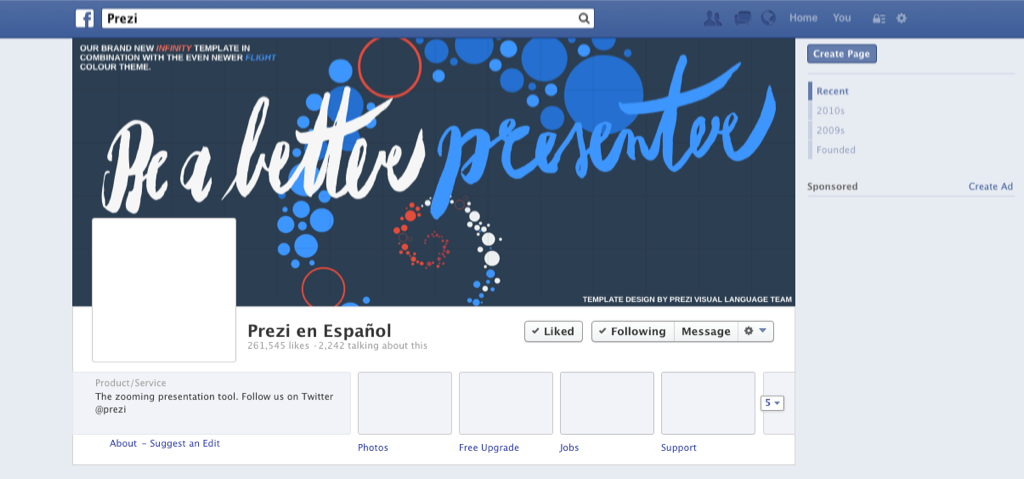 f Prezi
Home You
OUR BRAND NEW INFINITY TEMPLATE IN
COMBINATION WITH THE EVEN NEWER FLIGHT
COLOUR THEME.
Be a better presenter
TEMPLATE DESIGN BY PREZI VISUAL LANGUAGE TEAM
Create Page
Recent
2010s
2009s
Founded
Sponsored Create Ad
Prezi en Español
261,545 likes · 2,242 talking about this
✔ Liked ✔ Following Message
Product/Service
The zooming presentation tool. Follow us on Twitter
@prezi
About – Suggest an Edit
Photos Free Upgrade Jobs Support
5